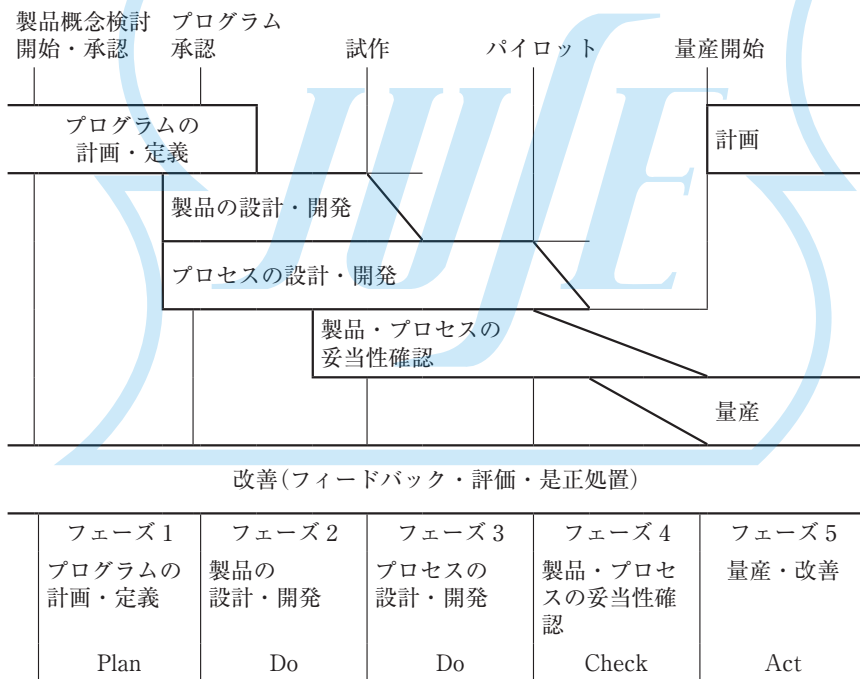 製品概念検討 プログラム
開始・承認 承認 試作 パイロット 量産開始
プログラムの
計画・定義
計画
製品の設計・開発
プロセスの設計・開発
製品・プロセスの
妥当性確認
量産
改善(フィードバック・評価・是正処置)
フェーズ1 フェーズ2 フェーズ3 フェーズ4 フェーズ5
プログラムの 製品の プロセスの 製品・プロセ 量産・改善
計画・定義 設計・開発 設計・開発 スの妥当性確
認
Plan Do Do Check Act
JUSE